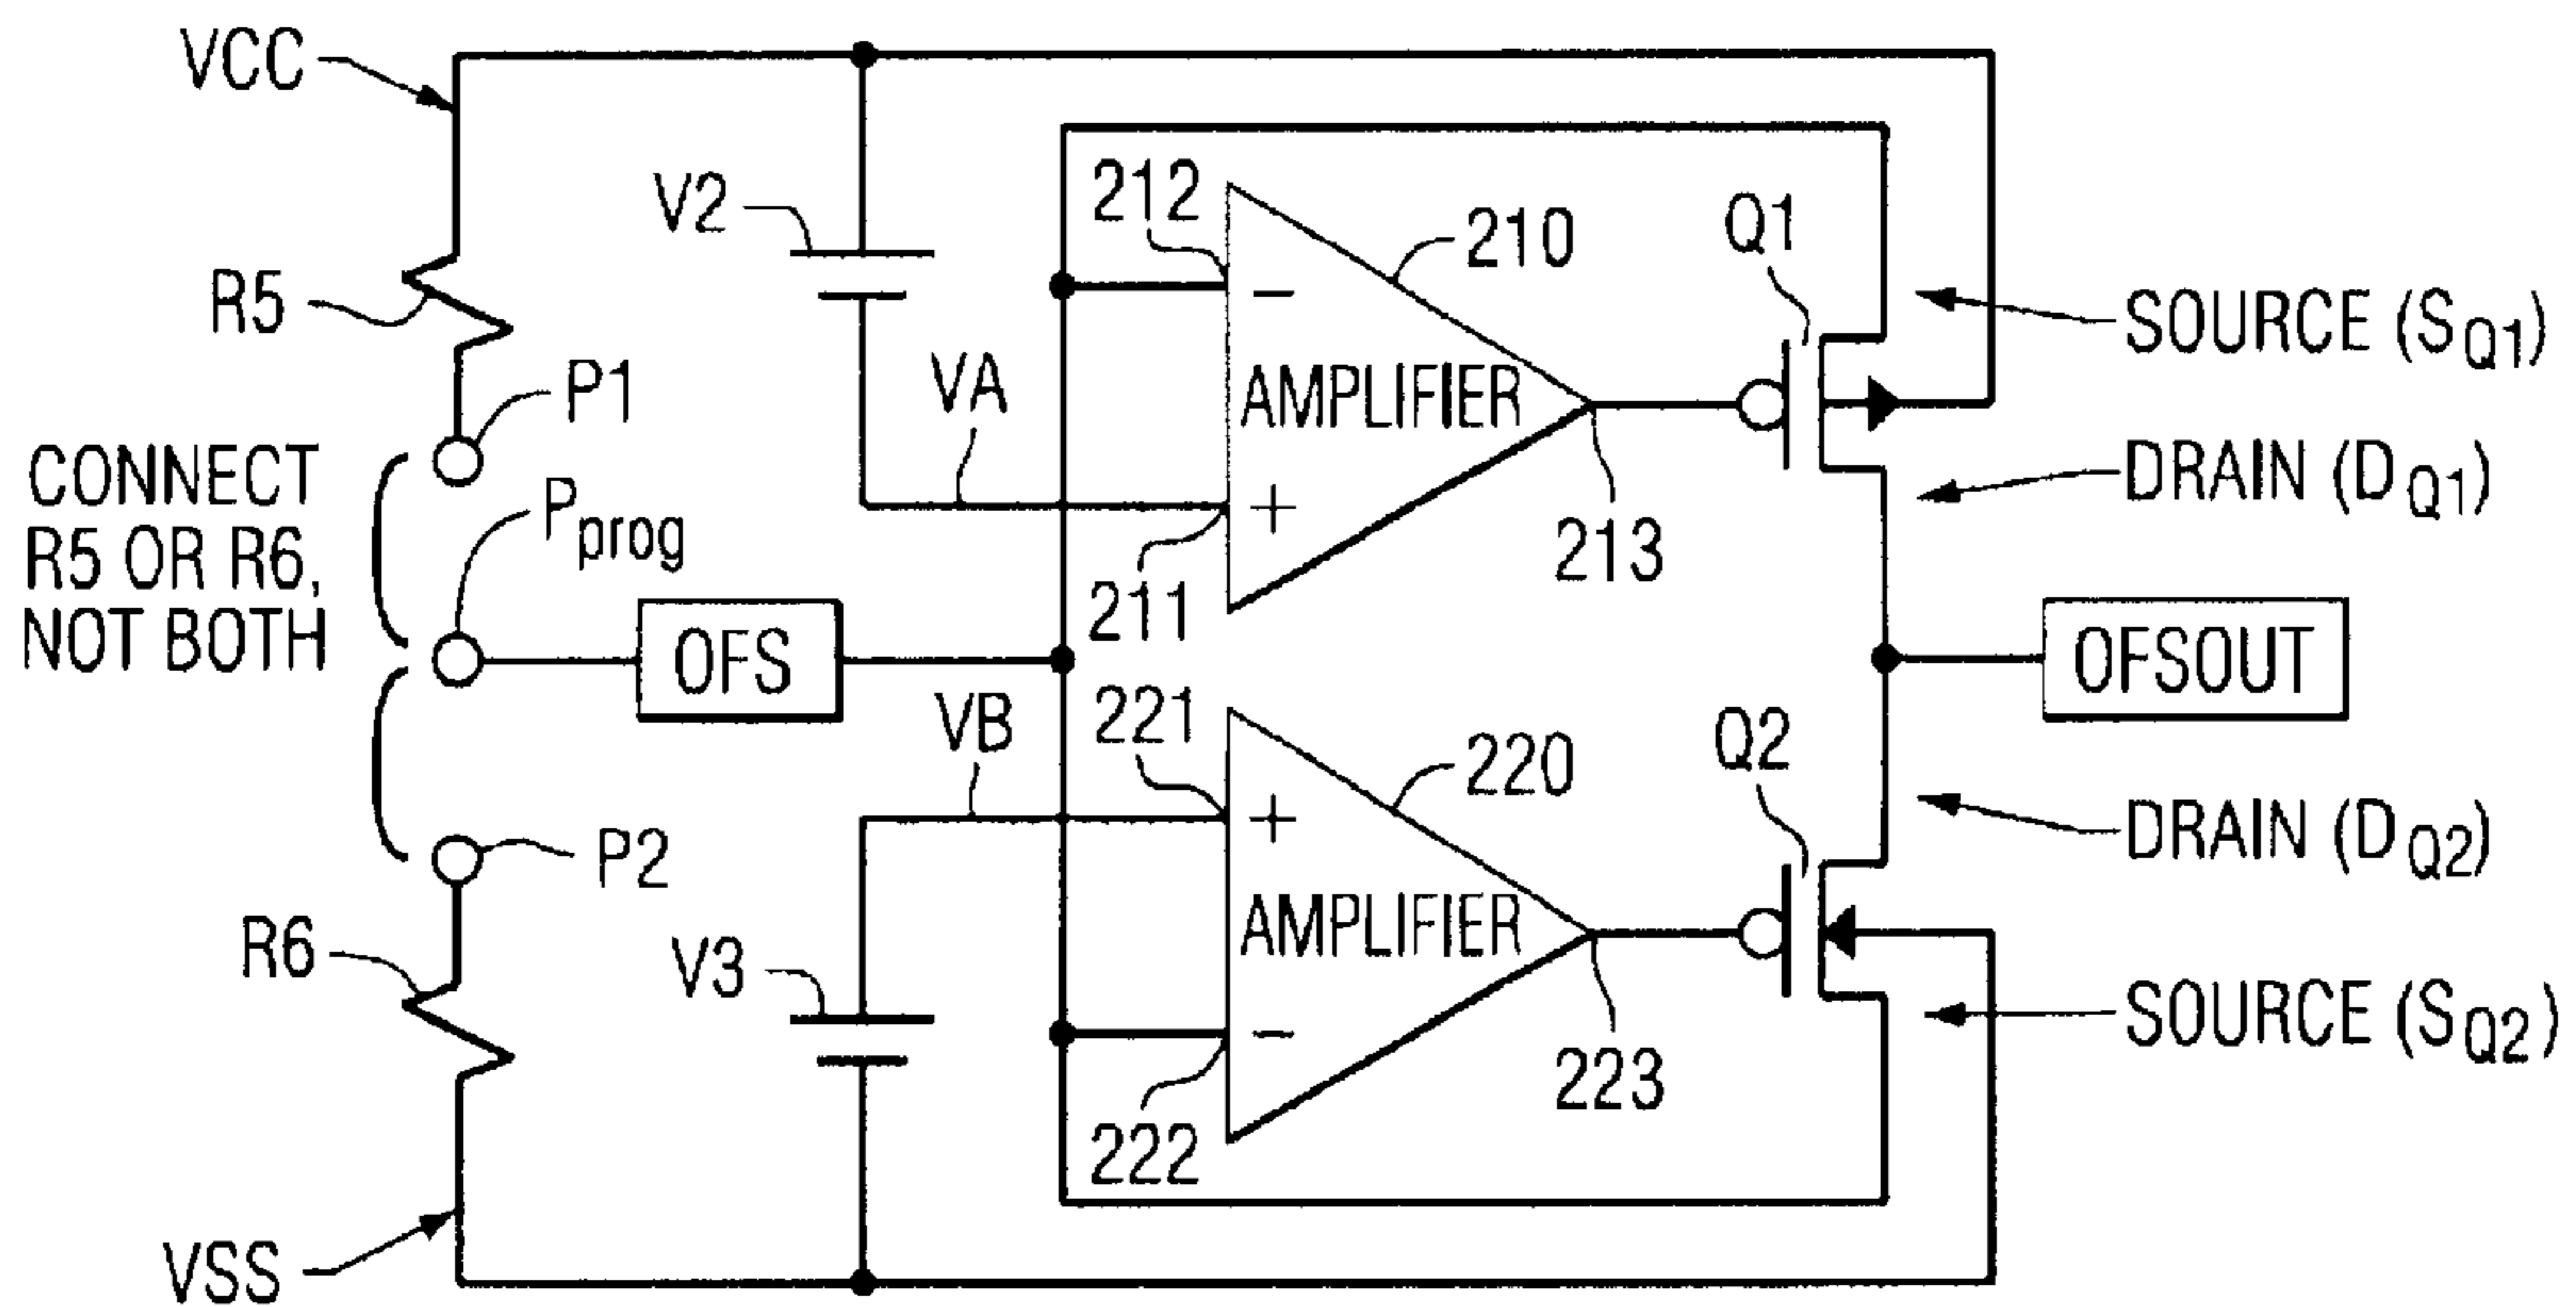 VCC
V2
212
−
210
Q1
SOURCE (SQ1)
R5
P1
VA
AMPLIFIER
CONNECT
R5 OR R6,
NOT BOTH
Pprog
+
211
213
DRAIN (DQ1)
OFS
OFSOUT
VB
221
+
220
Q2
DRAIN (DQ2)
P2
AMPLIFIER
R6
V3
−
222
223
SOURCE (SQ2)
VSS